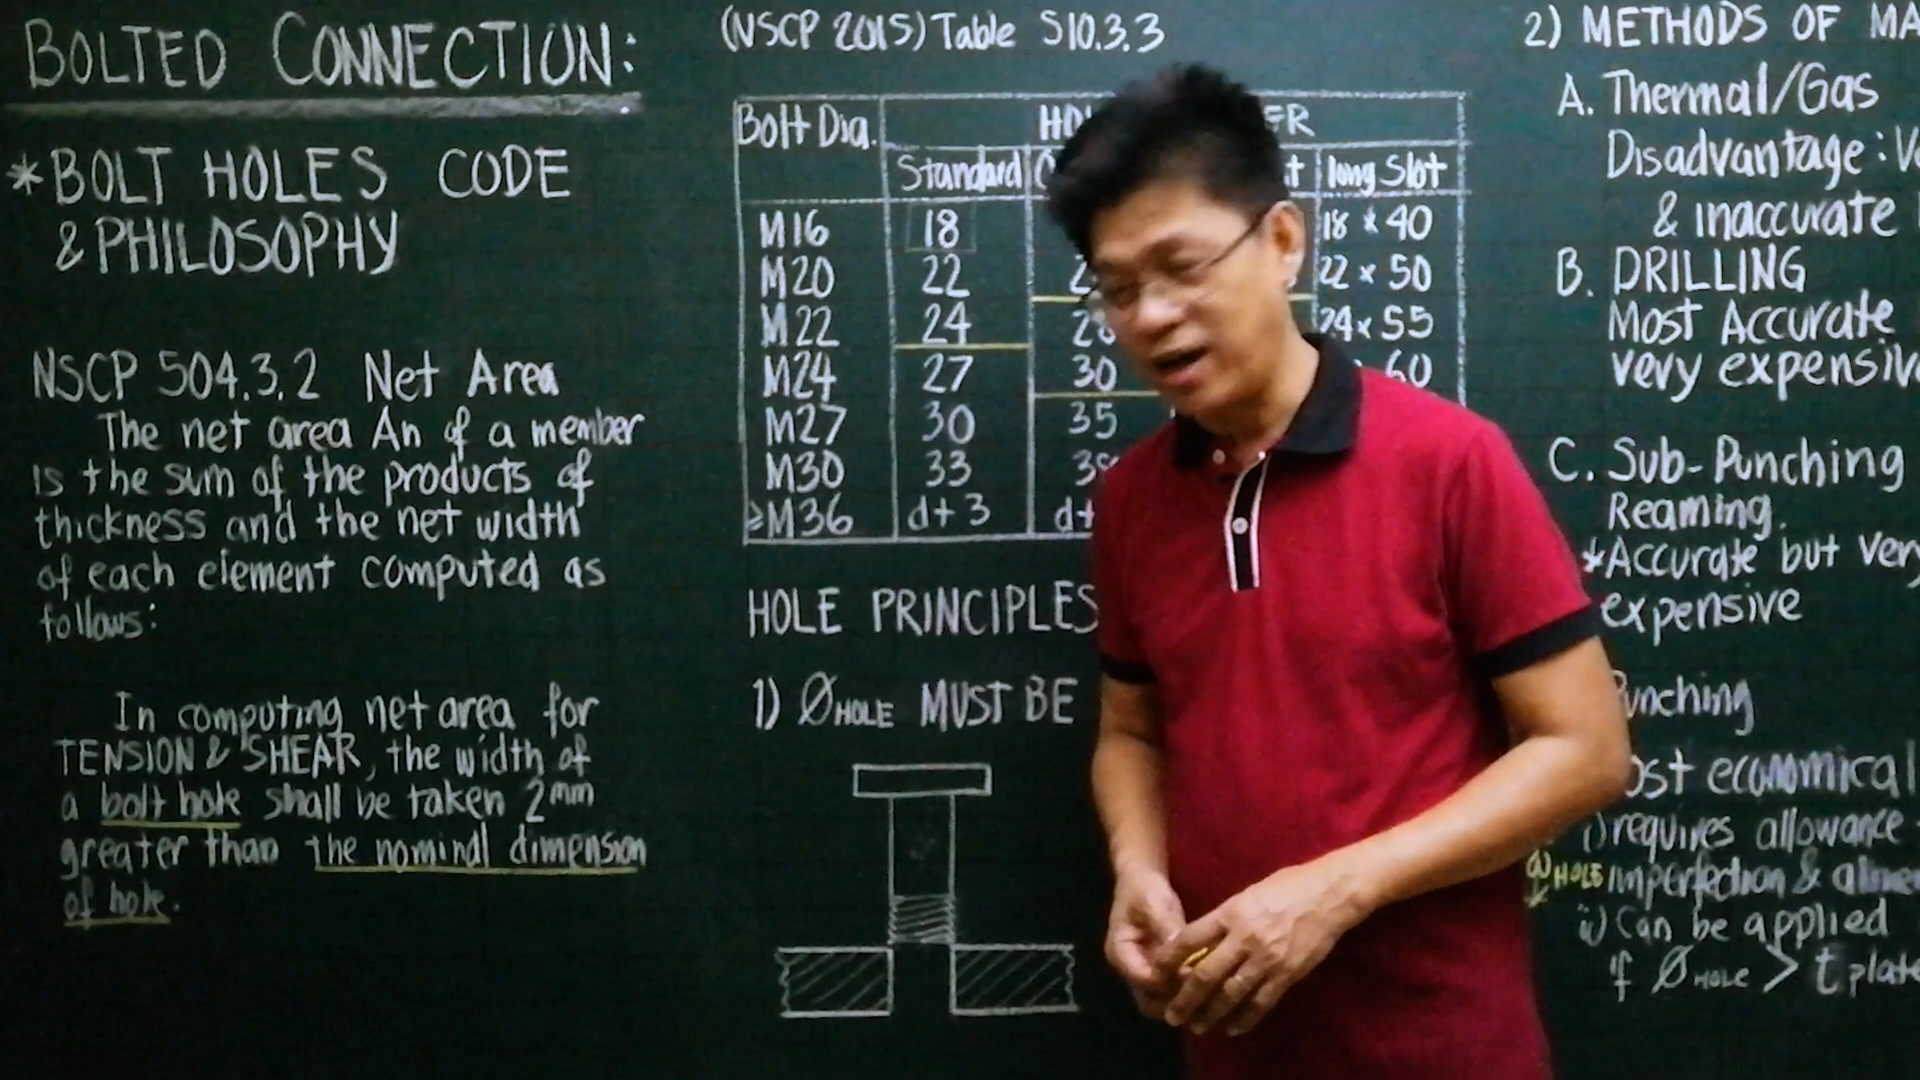 BOLTED CONNECTION:
*BOLT HOLES CODE
& PHILOSOPHY
NSCP 504.3.2 Net Area
The net area An of a member
is the sum of the products of
thickness and the net width
of each element computed as
follows:
In computing net area for
TENSION & SHEAR, the width of
a bolt hole shall be taken 2mm
greater than the nominal dimension
of hole.
(NSCP 2015) Table S10.3.3
Bolt Dia.
Standard long Slot
M16 18 18 * 40
M20 22 22 × 50
M22 24 24 × 55
M24 27 30 60
M27 30 35
M30 33
≥M36 d+3
HOLE PRINCIPLES
1) ØHOLE MUST BE
2) METHODS OF
A. Thermal/Gas
Disadvantage:
& inaccurate
B. DRILLING
Most Accurate
very expensive
C. Sub-Punching
Reaming.
*Accurate but very
expensive
Punching
most economical
i) requires allowance
HOLE imperfection &
ii) Can be applied
if ØHOLE > t plate